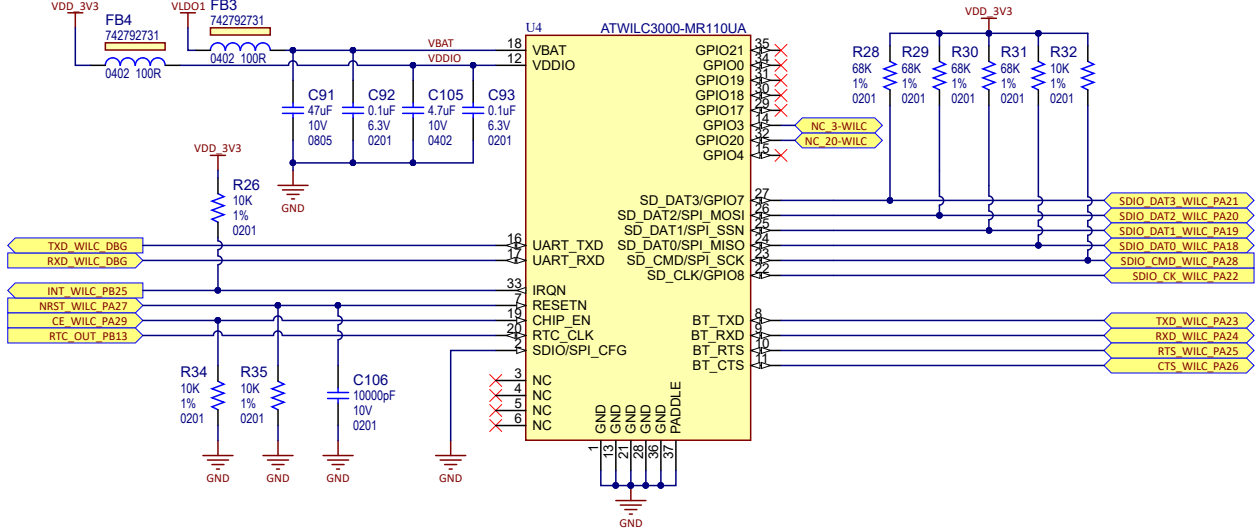 VDD_3V3
VLDO1
FB4
742792731
0402 100R
FB3
742792731
0402 100R
VBAT
VDDIO
C91
47uF
10V
0805
C92
0.1uF
6.3V
0201
C105
4.7uF
10V
0402
C93
0.1uF
6.3V
0201
GND
VDD_3V3
R26
10K
1%
0201
TXD_WILC_DBG
RXD_WILC_DBG
INT_WILC_PB25
NRST_WILC_PA27
CE_WILC_PA29
RTC_OUT_PB13
R34
10K
1%
0201
R35
10K
1%
0201
C106
10000pF
10V
0201
GND
GND
GND
GND
U4
ATWILC3000-MR110UA
18 VBAT
12 VDDIO
16 UART_TXD
17 UART_RXD
33 IRQN
7 RESETN
19 CHIP_EN
20 RTC_CLK
2 SDIO/SPI_CFG
3 NC
4 NC
5 NC
6 NC
GPIO21 35
GPIO0 34
GPIO19 31
GPIO18 30
GPIO17 29
GPIO3 14
GPIO20 32
GPIO4 15
SD_DAT3/GPIO7 27
SD_DAT2/SPI_MOSI 26
SD_DAT1/SPI_SSN 25
SD_DAT0/SPI_MISO 24
SD_CMD/SPI_SCK 23
SD_CLK/GPIO8 22
BT_TXD 8
BT_RXD 9
BT_RTS 10
BT_CTS 11
GND 1
GND 13
GND 21
GND 28
GND 36
PADDLE 37
GND
NC_3-WILC
NC_20-WILC
VDD_3V3
R28
68K
1%
0201
R29
68K
1%
0201
R30
68K
1%
0201
R31
68K
1%
0201
R32
10K
1%
0201
SDIO_DAT3_WILC_PA21
SDIO_DAT2_WILC_PA20
SDIO_DAT1_WILC_PA19
SDIO_DAT0_WILC_PA18
SDIO_CMD_WILC_PA28
SDIO_CK_WILC_PA22
TXD_WILC_PA23
RXD_WILC_PA24
RTS_WILC_PA25
CTS_WILC_PA26